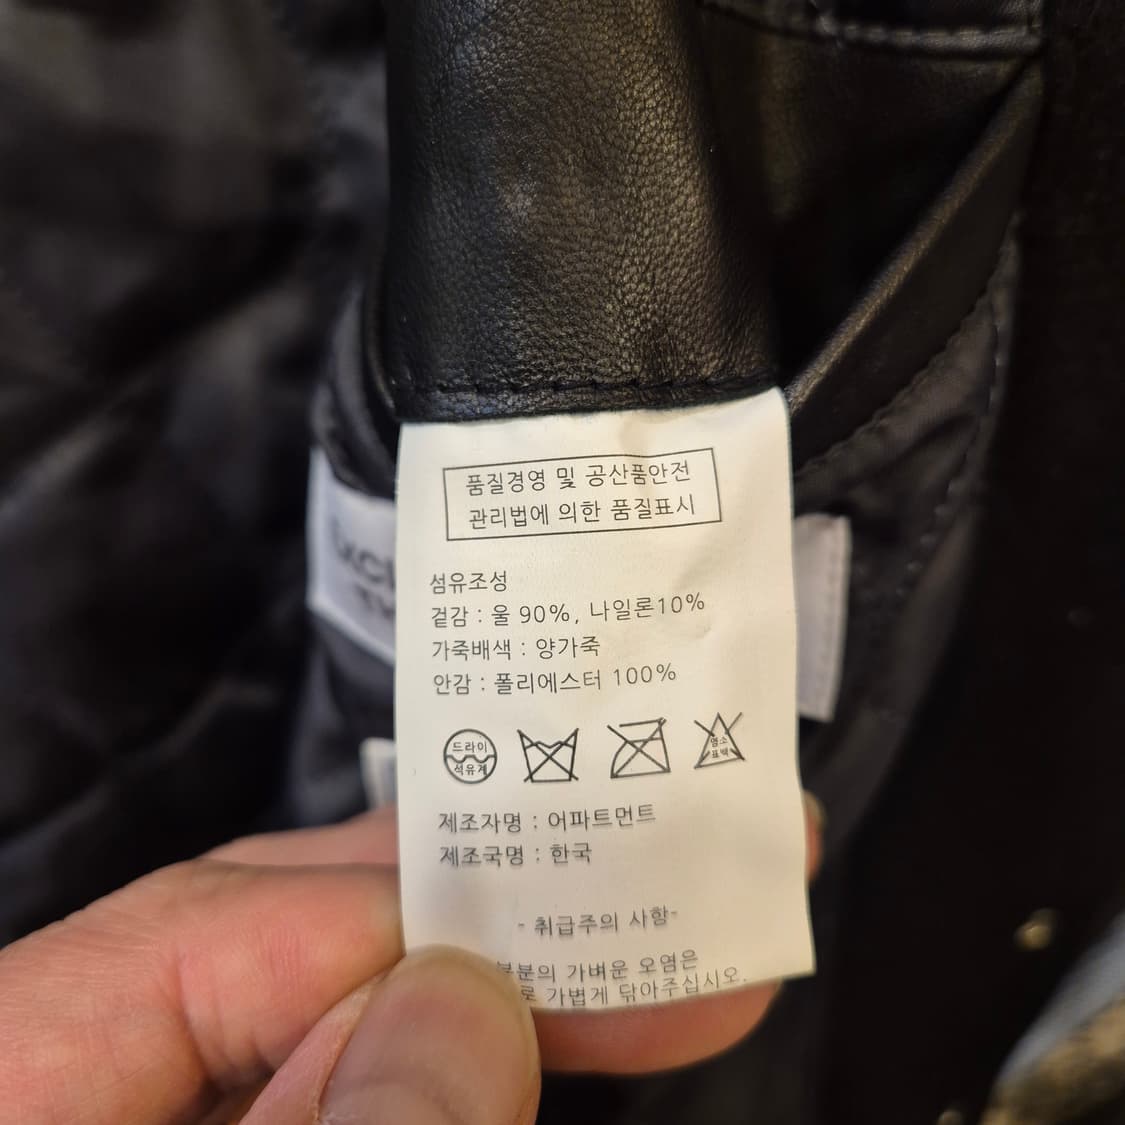 품질경영 및 공산품안전
관리법에 의한 품질표시
섬유조성
겉감 : 울 90%, 나일론10%
가죽배색 : 양가죽
안감 : 폴리에스터 100%
드라이
석유계
염소
표백
제조자명 : 어파트먼트
제조국명 : 한국
- 취급주의 사항-
가벼운 오염은
가볍게 닦아주십시오.